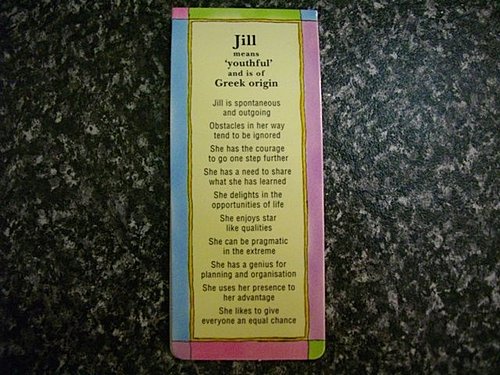 Jill
means
'youthful'
and is of
Greek origin
Jill is spontaneous
and outgoing
Obstacles in her way
tend to be ignored
She has the courage
to go one step further
She has a need to share
what she has learned
She delights in the
opportunities of life
She enjoys star
like qualities
She can be pragmatic
in the extreme
She has a genius for
planning and organisation
She uses her presence to
her advantage
She likes to give
everyone an equal chance